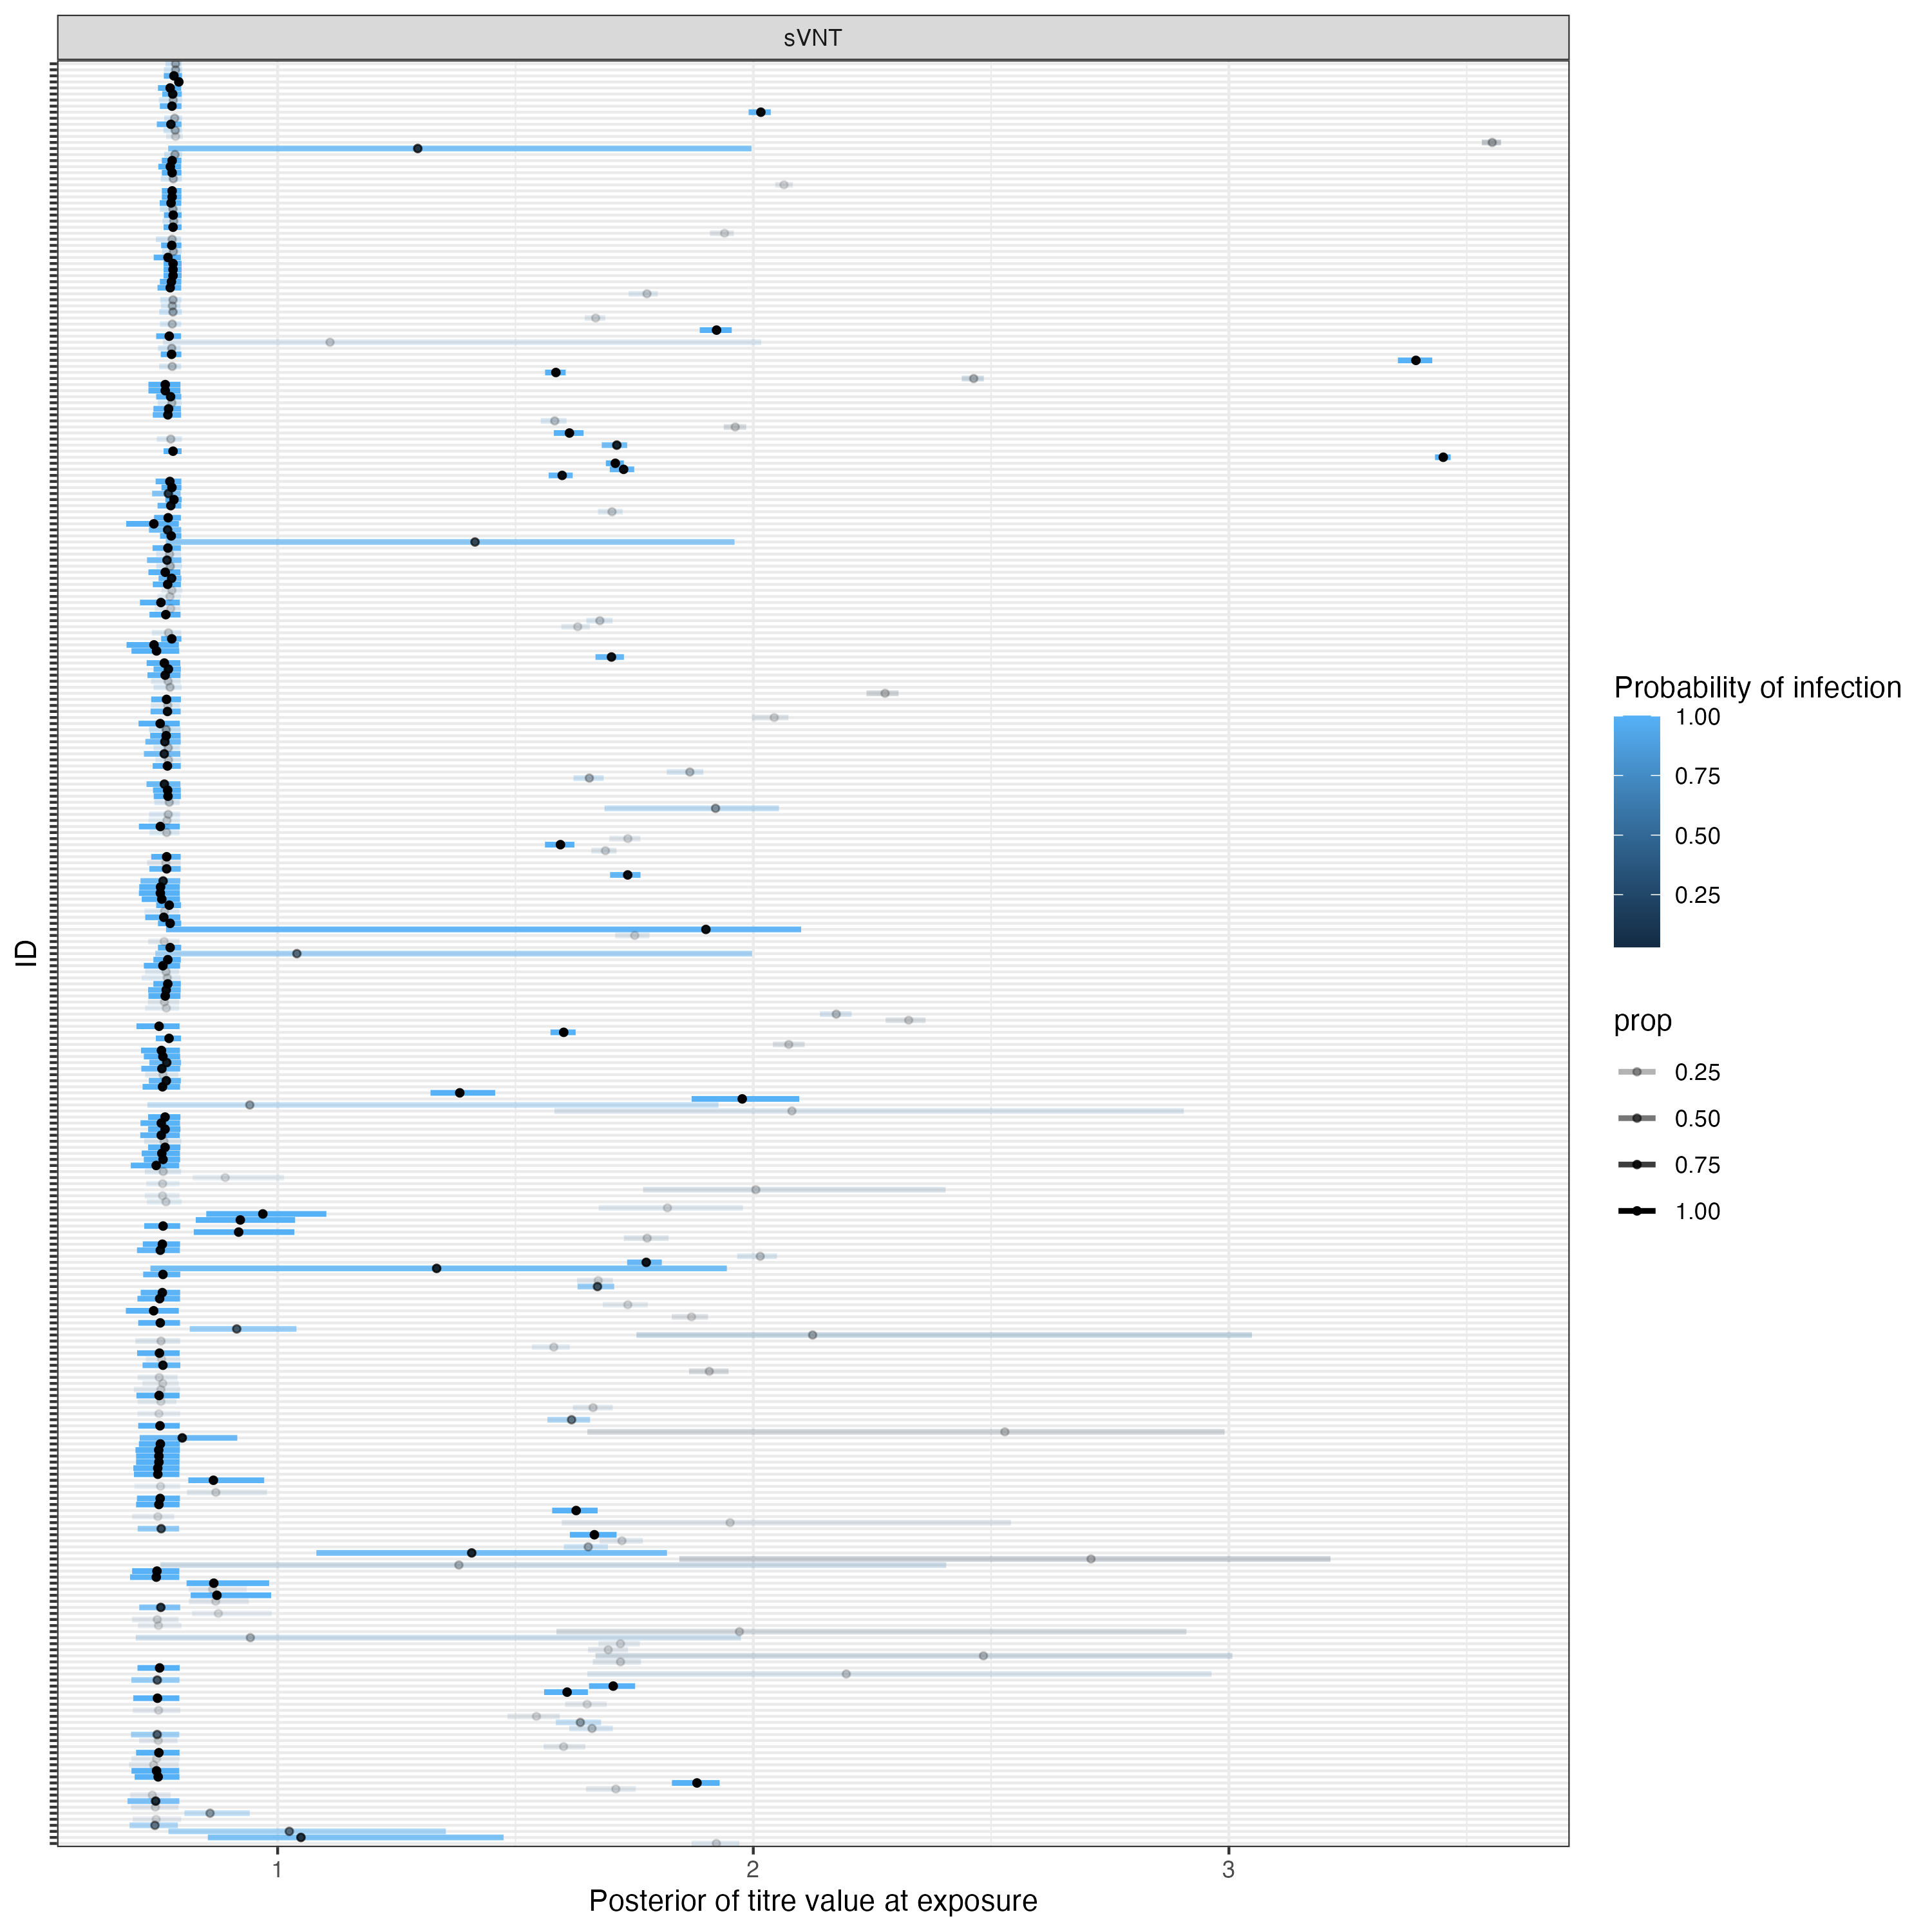 sVNT
ID
1
2
3
Posterior of titre value at exposure
Probability of infection
1.00
0.75
0.50
0.25
prop
0.25
0.50
0.75
1.00